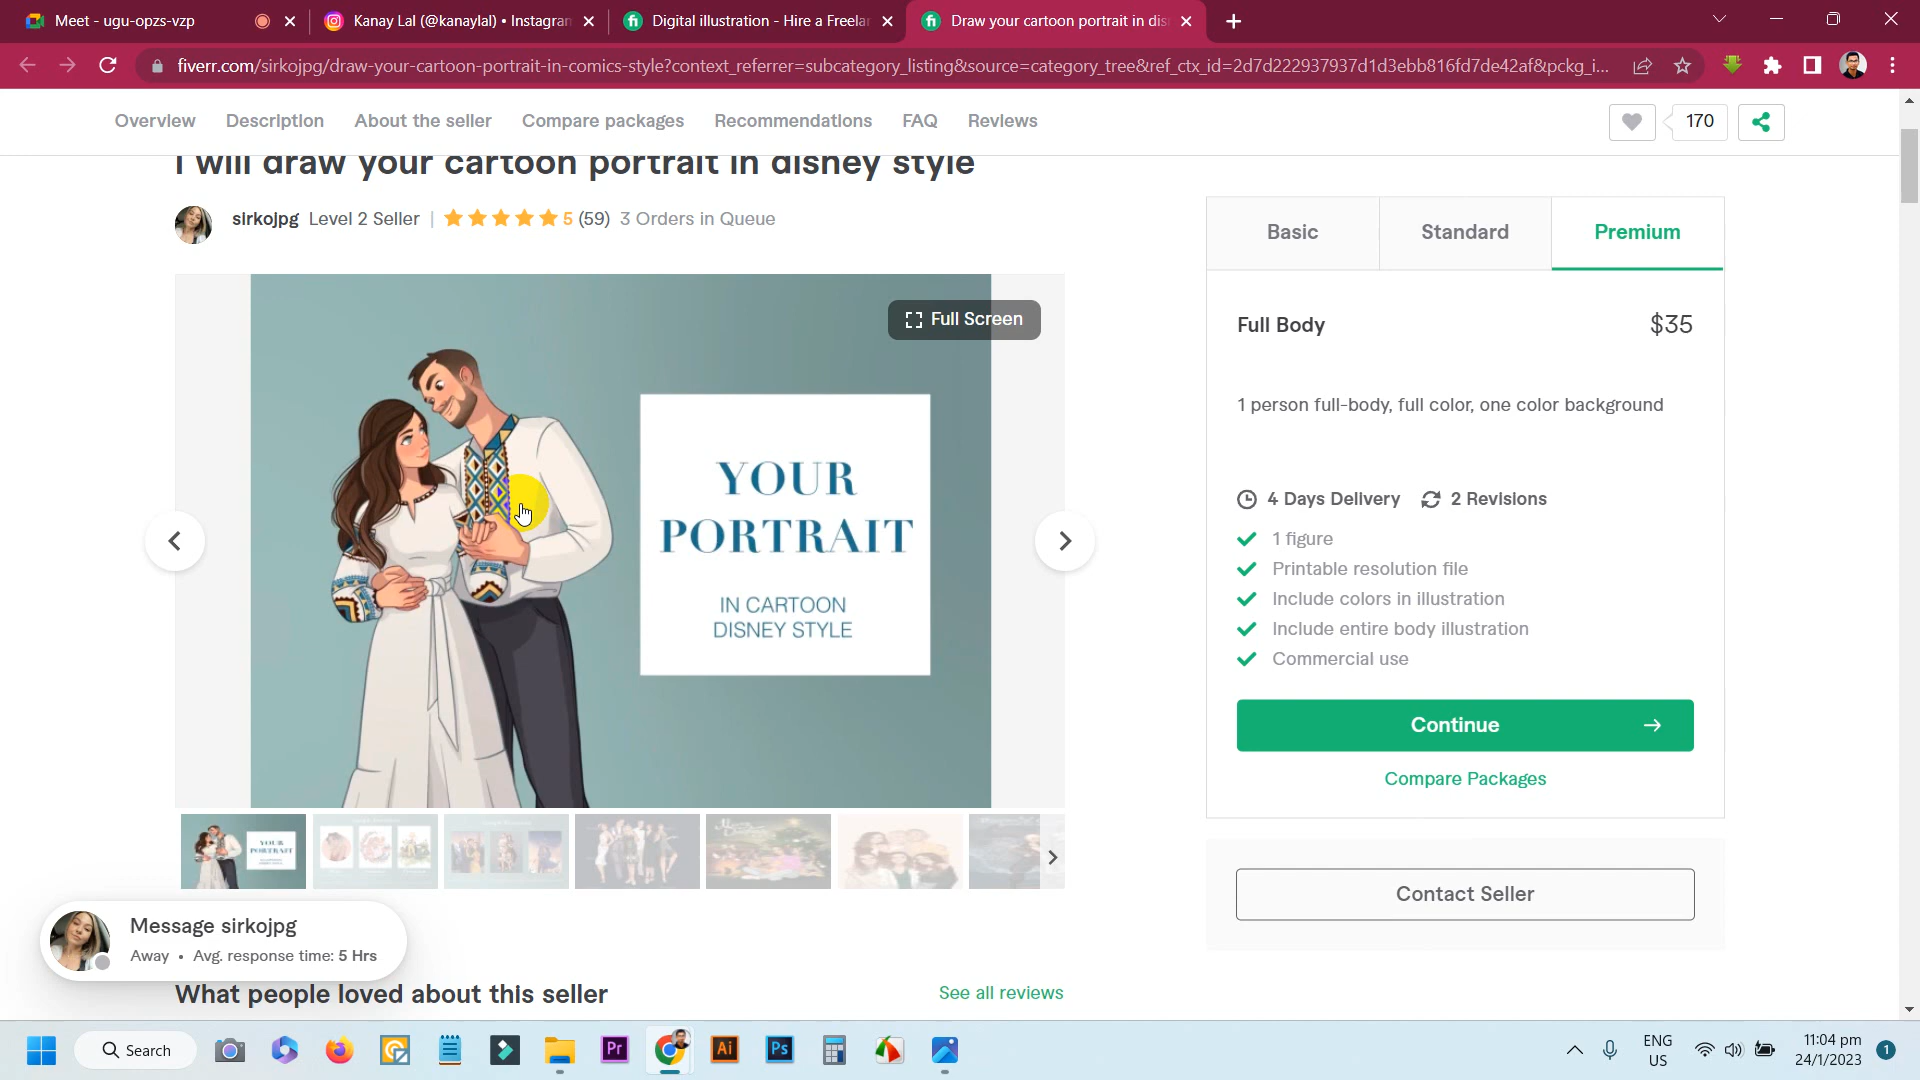 Meet - ugu-opzs-vzp
Kanay Lal (@kanaylal) • Instagram
Digital illustration - Hire a Freelan
Draw your cartoon portrait in dis
fiverr.com/sirkojpg/draw-your-cartoon-portrait-in-comics-style?context_referrer=subcategory_listing&source=category_tree&ref_ctx_id=2d7d222937937d1d3ebb816fd7de42af&pckg_i...
Overview Description About the seller Compare packages Recommendations FAQ Reviews
170
I will draw your cartoon portrait in disney style
sirkojpg Level 2 Seller 5 (59) 3 Orders in Queue
Full Screen
YOUR
PORTRAIT
IN CARTOON
DISNEY STYLE
Basic Standard Premium
Full Body $35
1 person full-body, full color, one color background
4 Days Delivery 2 Revisions
1 figure
Printable resolution file
Include colors in illustration
Include entire body illustration
Commercial use
Continue
Compare Packages
Contact Seller
YOUR
PORTRAIT
Message sirkojpg
Away • Avg. response time: 5 Hrs
What people loved about this seller
See all reviews
Search
Pr
Ai
Ps
ENG
US
11:04 pm
24/1/2023
1